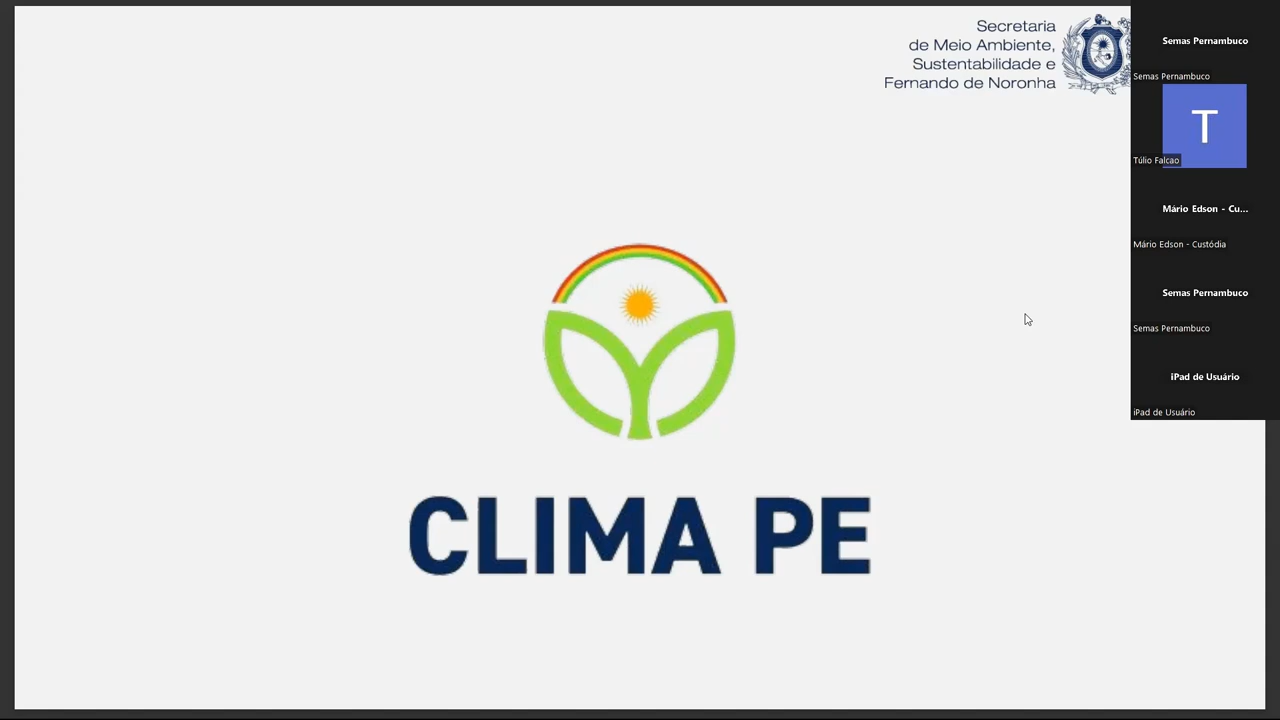 Secretaria
de Meio Ambiente,
Sustentabilidade e
Fernando de Noronha
CLIMA PE
Semas Pernambuco
Semas Pernambuco
T
Túlio Falcao
Mário Edson - Cu...
Mário Edson - Custódia
Semas Pernambuco
Semas Pernambuco
iPad de Usuário
iPad de Usuário